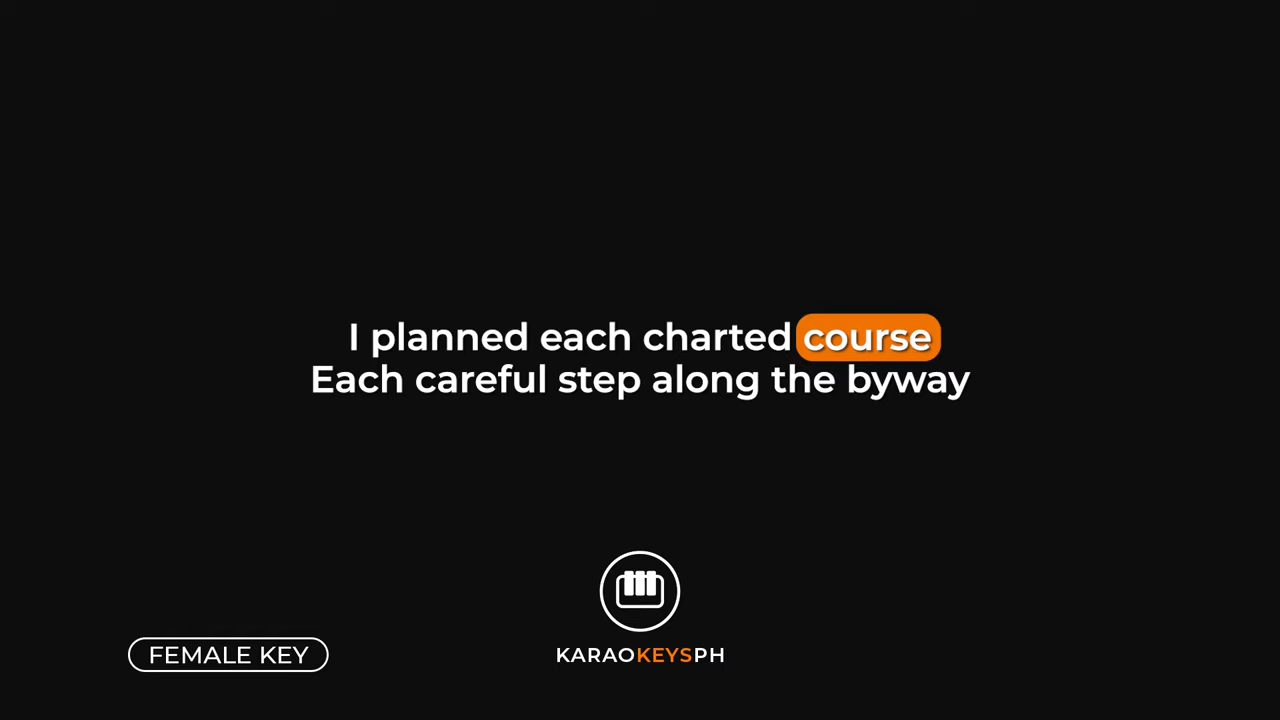 I planned each charted course
Each careful step along the byway
FEMALE KEY
KARAOKEYSPH